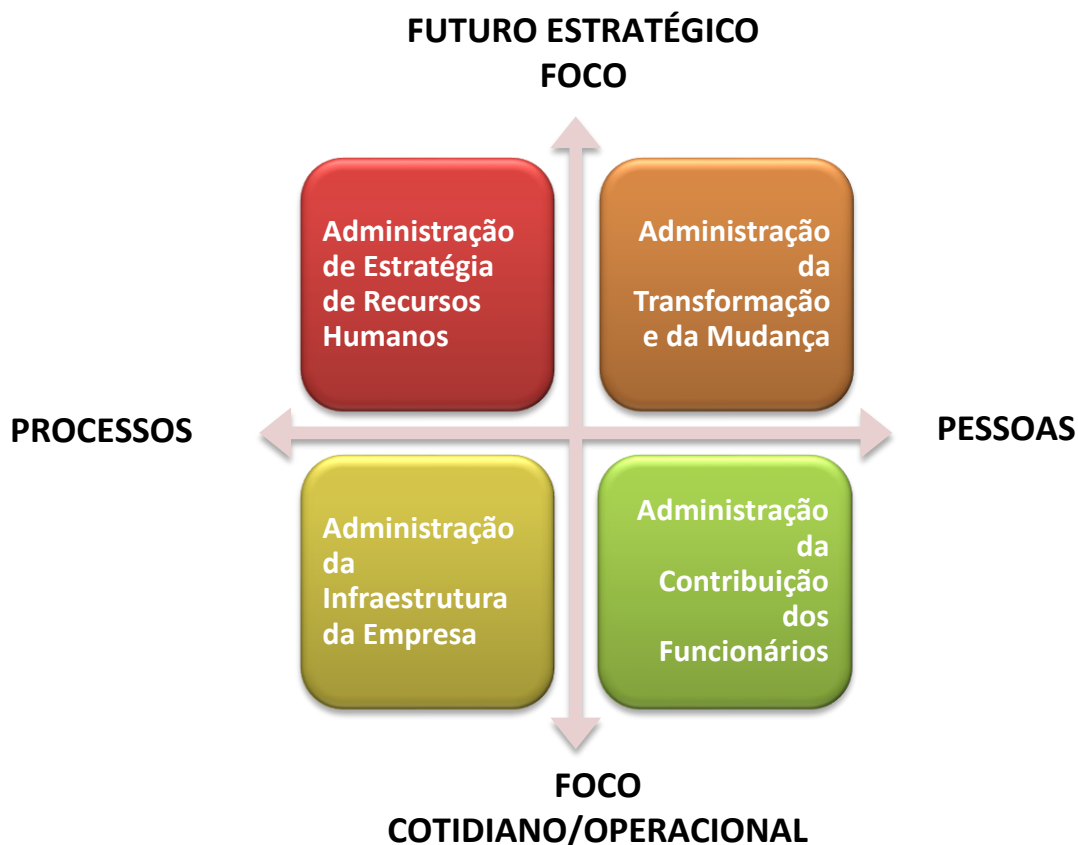 FUTURO ESTRATÉGICO
FOCO
Administração
de Estratégia
de Recursos
Humanos
Administração
da
Transformação
e da Mudança
PROCESSOS
PESSOAS
Administração
da
Infraestrutura
da Empresa
Administração
da
Contribuição
dos
Funcionários
FOCO
COTIDIANO/OPERACIONAL